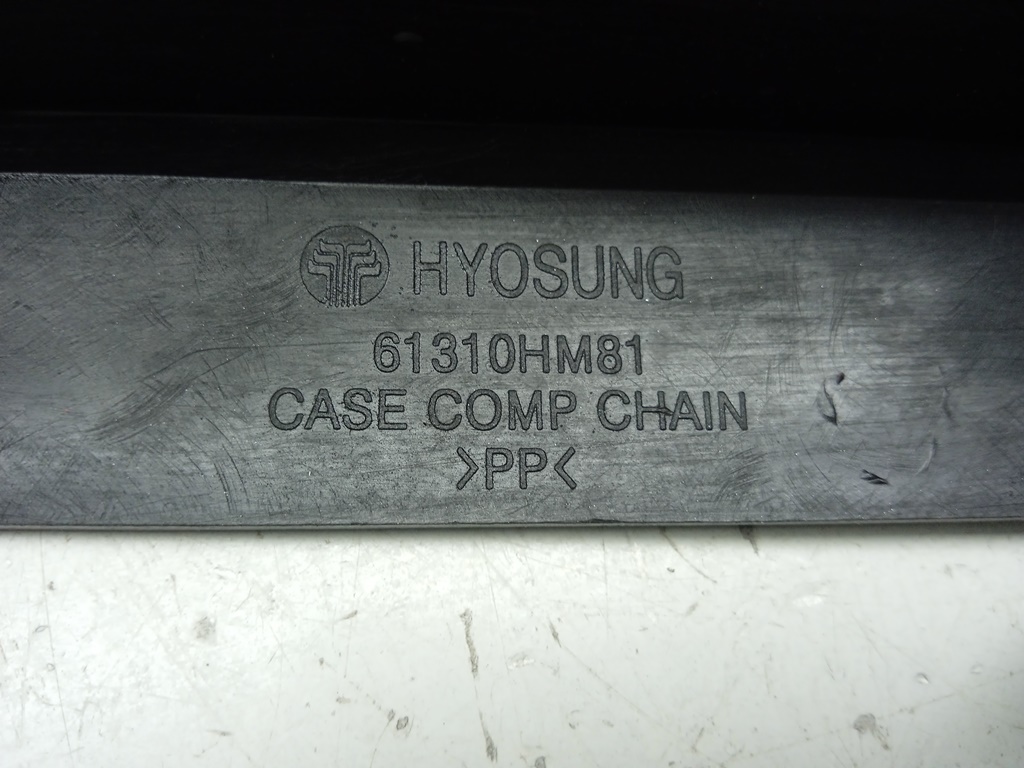 HYOSUNG
61310HM81
CASE COMP CHAIN
>PP<